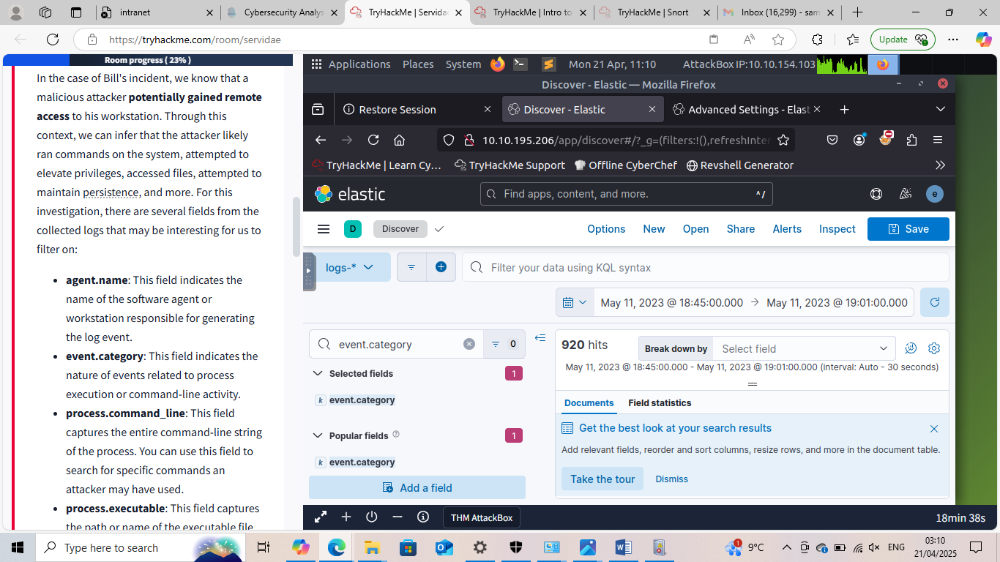 intranet
Cybersecurity Analys
TryHackMe | Servidae
TryHackMe | Intro to
TryHackMe | Snort
Inbox (16,299) - sam
https://tryhackme.com/room/servidae
Update
Room progress ( 23% )
In the case of Bill's incident, we know that a
malicious attacker potentially gained remote
access to his workstation. Through this
context, we can infer that the attacker likely
ran commands on the system, attempted to
elevate privileges, accessed files, attempted to
maintain persistence, and more. For this
investigation, there are several fields from the
collected logs that may be interesting for us to
filter on:
• agent.name: This field indicates the
name of the software agent or
workstation responsible for generating
the log event.
• event.category: This field indicates the
nature of events related to process
execution or command-line activity.
• process.command_line: This field
captures the entire command-line string
of the process. You can use this field to
search for specific commands an
attacker may have used.
• process.executable: This field captures
the path or name of the executable file
Applications Places System Mon 21 Apr, 11:10 AttackBox IP:10.10.154.103
Discover - Elastic — Mozilla Firefox
Restore Session
Discover - Elastic
Advanced Settings - Elast
10.10.195.206/app/discover#/?_g=(filters:!(),refreshInter
TryHackMe | Learn Cy...
TryHackMe Support
Offline CyberChef
Revshell Generator
elastic
Find apps, content, and more. ^/
e
D
Discover
Options New Open Share Alerts Inspect Save
logs-*
Filter your data using KQL syntax
May 11, 2023 @ 18:45:00.000 → May 11, 2023 @ 19:01:00.000
event.category
0
Selected fields 1
k event.category
Popular fields 1
k event.category
Add a field
920 hits
Break down by Select field
May 11, 2023 @ 18:45:00.000 - May 11, 2023 @ 19:01:00.000 (interval: Auto - 30 seconds)
Documents Field statistics
Get the best look at your search results
Add relevant fields, reorder and sort columns, resize rows, and more in the document table.
Take the tour Dismiss
THM AttackBox
18min 38s
Type here to search
1
9°C
ENG
03:10
21/04/2025